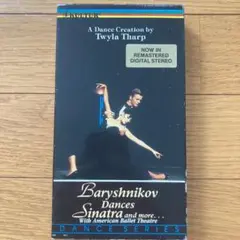 KULTUR
A Dance Creation by
Twyla Tharp
NOW IN
REMASTERED
DIGITAL STEREO
Baryshnikov
Dances
Sinatra and more...
With American Ballet Theatre
DANCE SERIES